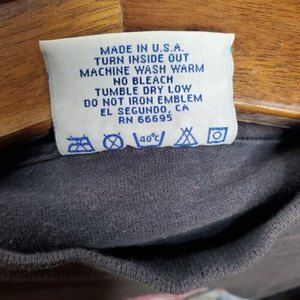 MADE IN U.S.A.
TURN INSIDE OUT
MACHINE WASH WARM
NO BLEACH
TUMBLE DRY LOW
DO NOT IRON EMBLEM
EL SEGUNDO, CA
RN 66695
40°C